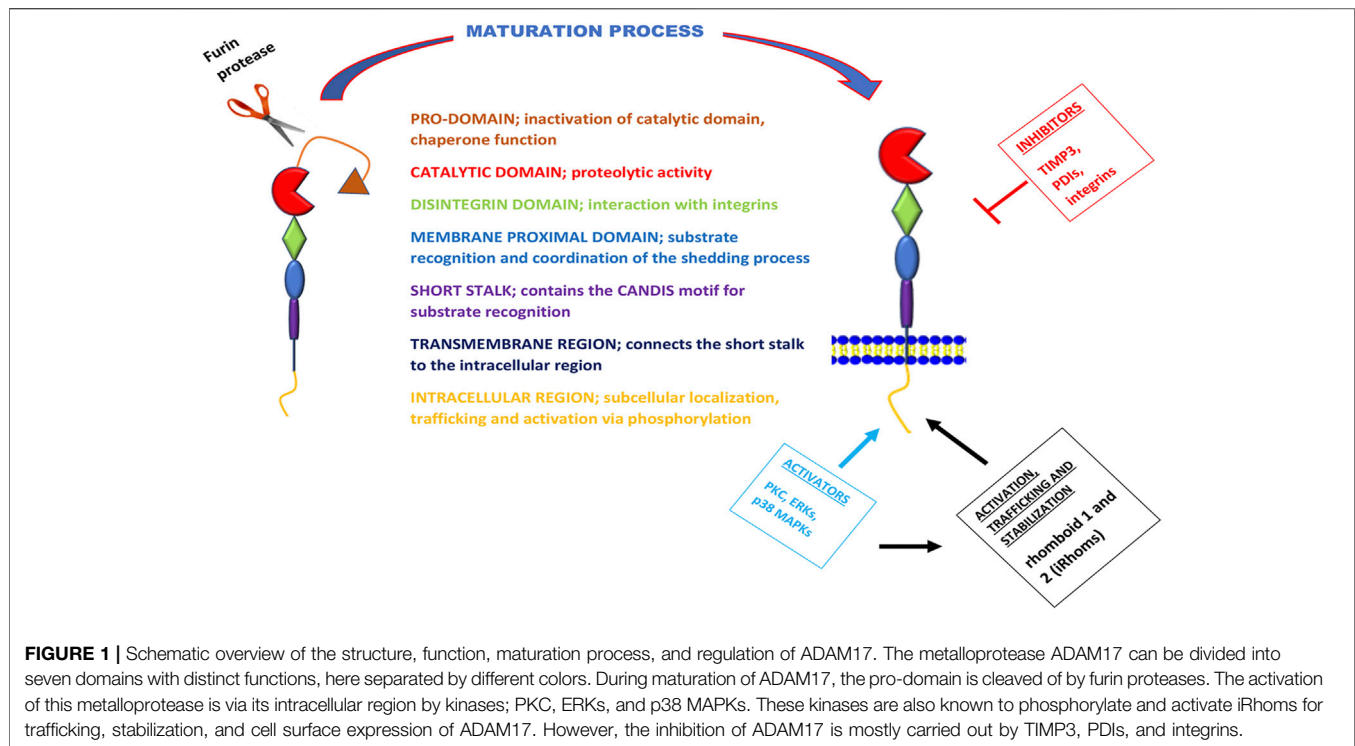 MATURATION PROCESS
Furin
protease
PRO-DOMAIN; inactivation of catalytic domain,
chaperone function
CATALYTIC DOMAIN; proteolytic activity
DISINTEGRIN DOMAIN; interaction with integrins
MEMBRANE PROXIMAL DOMAIN; substrate
recognition and coordination of the shedding process
SHORT STALK; contains the CANDIS motif for
substrate recognition
TRANSMEMBRANE REGION; connects the short stalk
to the intracellular region
INTRACELLULAR REGION; subcellular localization,
trafficking and activation via phosphorylation
INHIBITORS
TIMP3,
PDIs,
integrins
ACTIVATORS
PKC, ERKs,
p38 MAPKs
ACTIVATION,
TRAFFICKING AND
STABILIZATION
rhomboid 1 and
2 (iRhoms)
FIGURE 1 | Schematic overview of the structure, function, maturation process, and regulation of ADAM17. The metalloprotease ADAM17 can be divided into
seven domains with distinct functions, here separated by different colors. During maturation of ADAM17, the pro-domain is cleaved of by furin proteases. The activation
of this metalloprotease is via its intracellular region by kinases; PKC, ERKs, and p38 MAPKs. These kinases are also known to phosphorylate and activate iRhoms for
trafficking, stabilization, and cell surface expression of ADAM17. However, the inhibition of ADAM17 is mostly carried out by TIMP3, PDIs, and integrins.